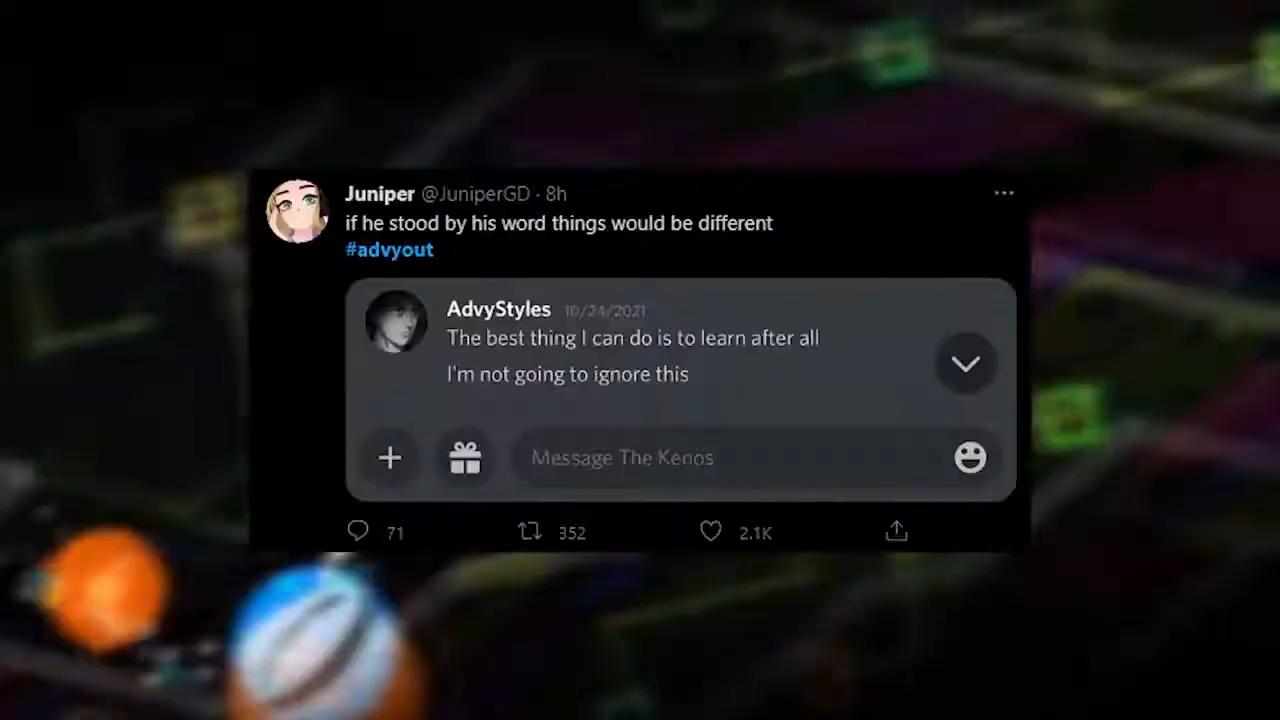 Juniper @JuniperGD · 8h
if he stood by his word things would be different
#advyout
AdvyStyles 10/24/2021
The best thing I can do is to learn after all
I'm not going to ignore this
Message The Kenos
71 352 2.1K